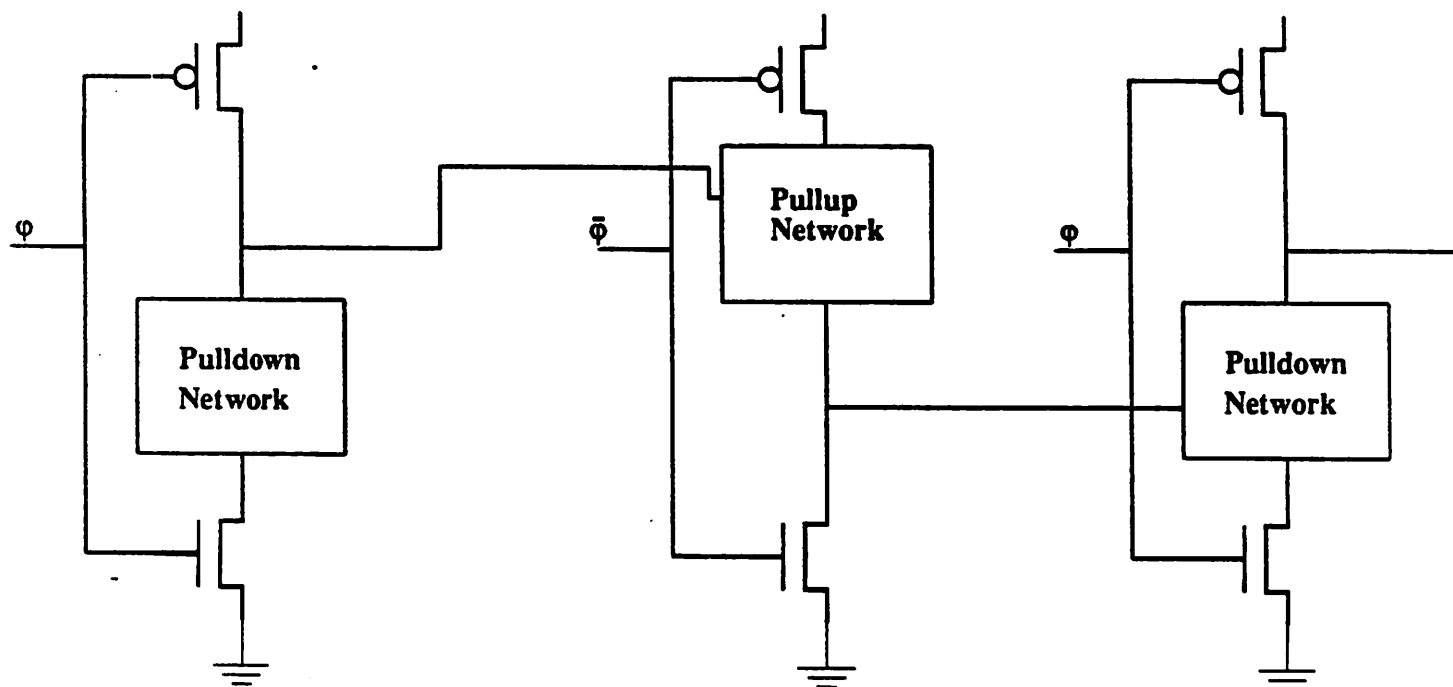 φ
Pulldown
Network
φ̄
Pullup
Network
φ
Pulldown
Network